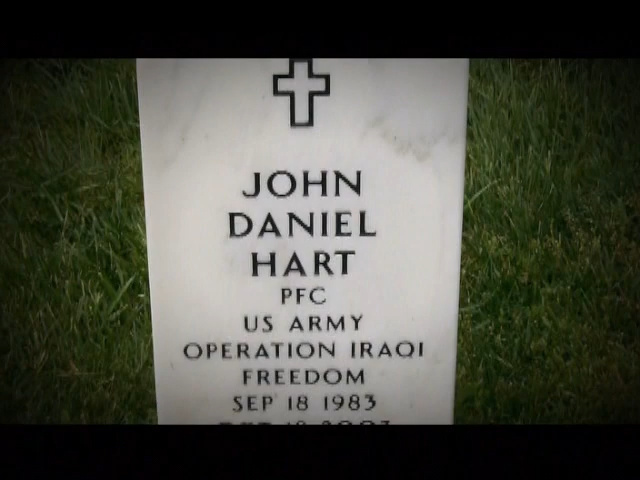 JOHN
DANIEL
HART
PFC
US ARMY
OPERATION IRAQI
FREEDOM
SEP 18 1983